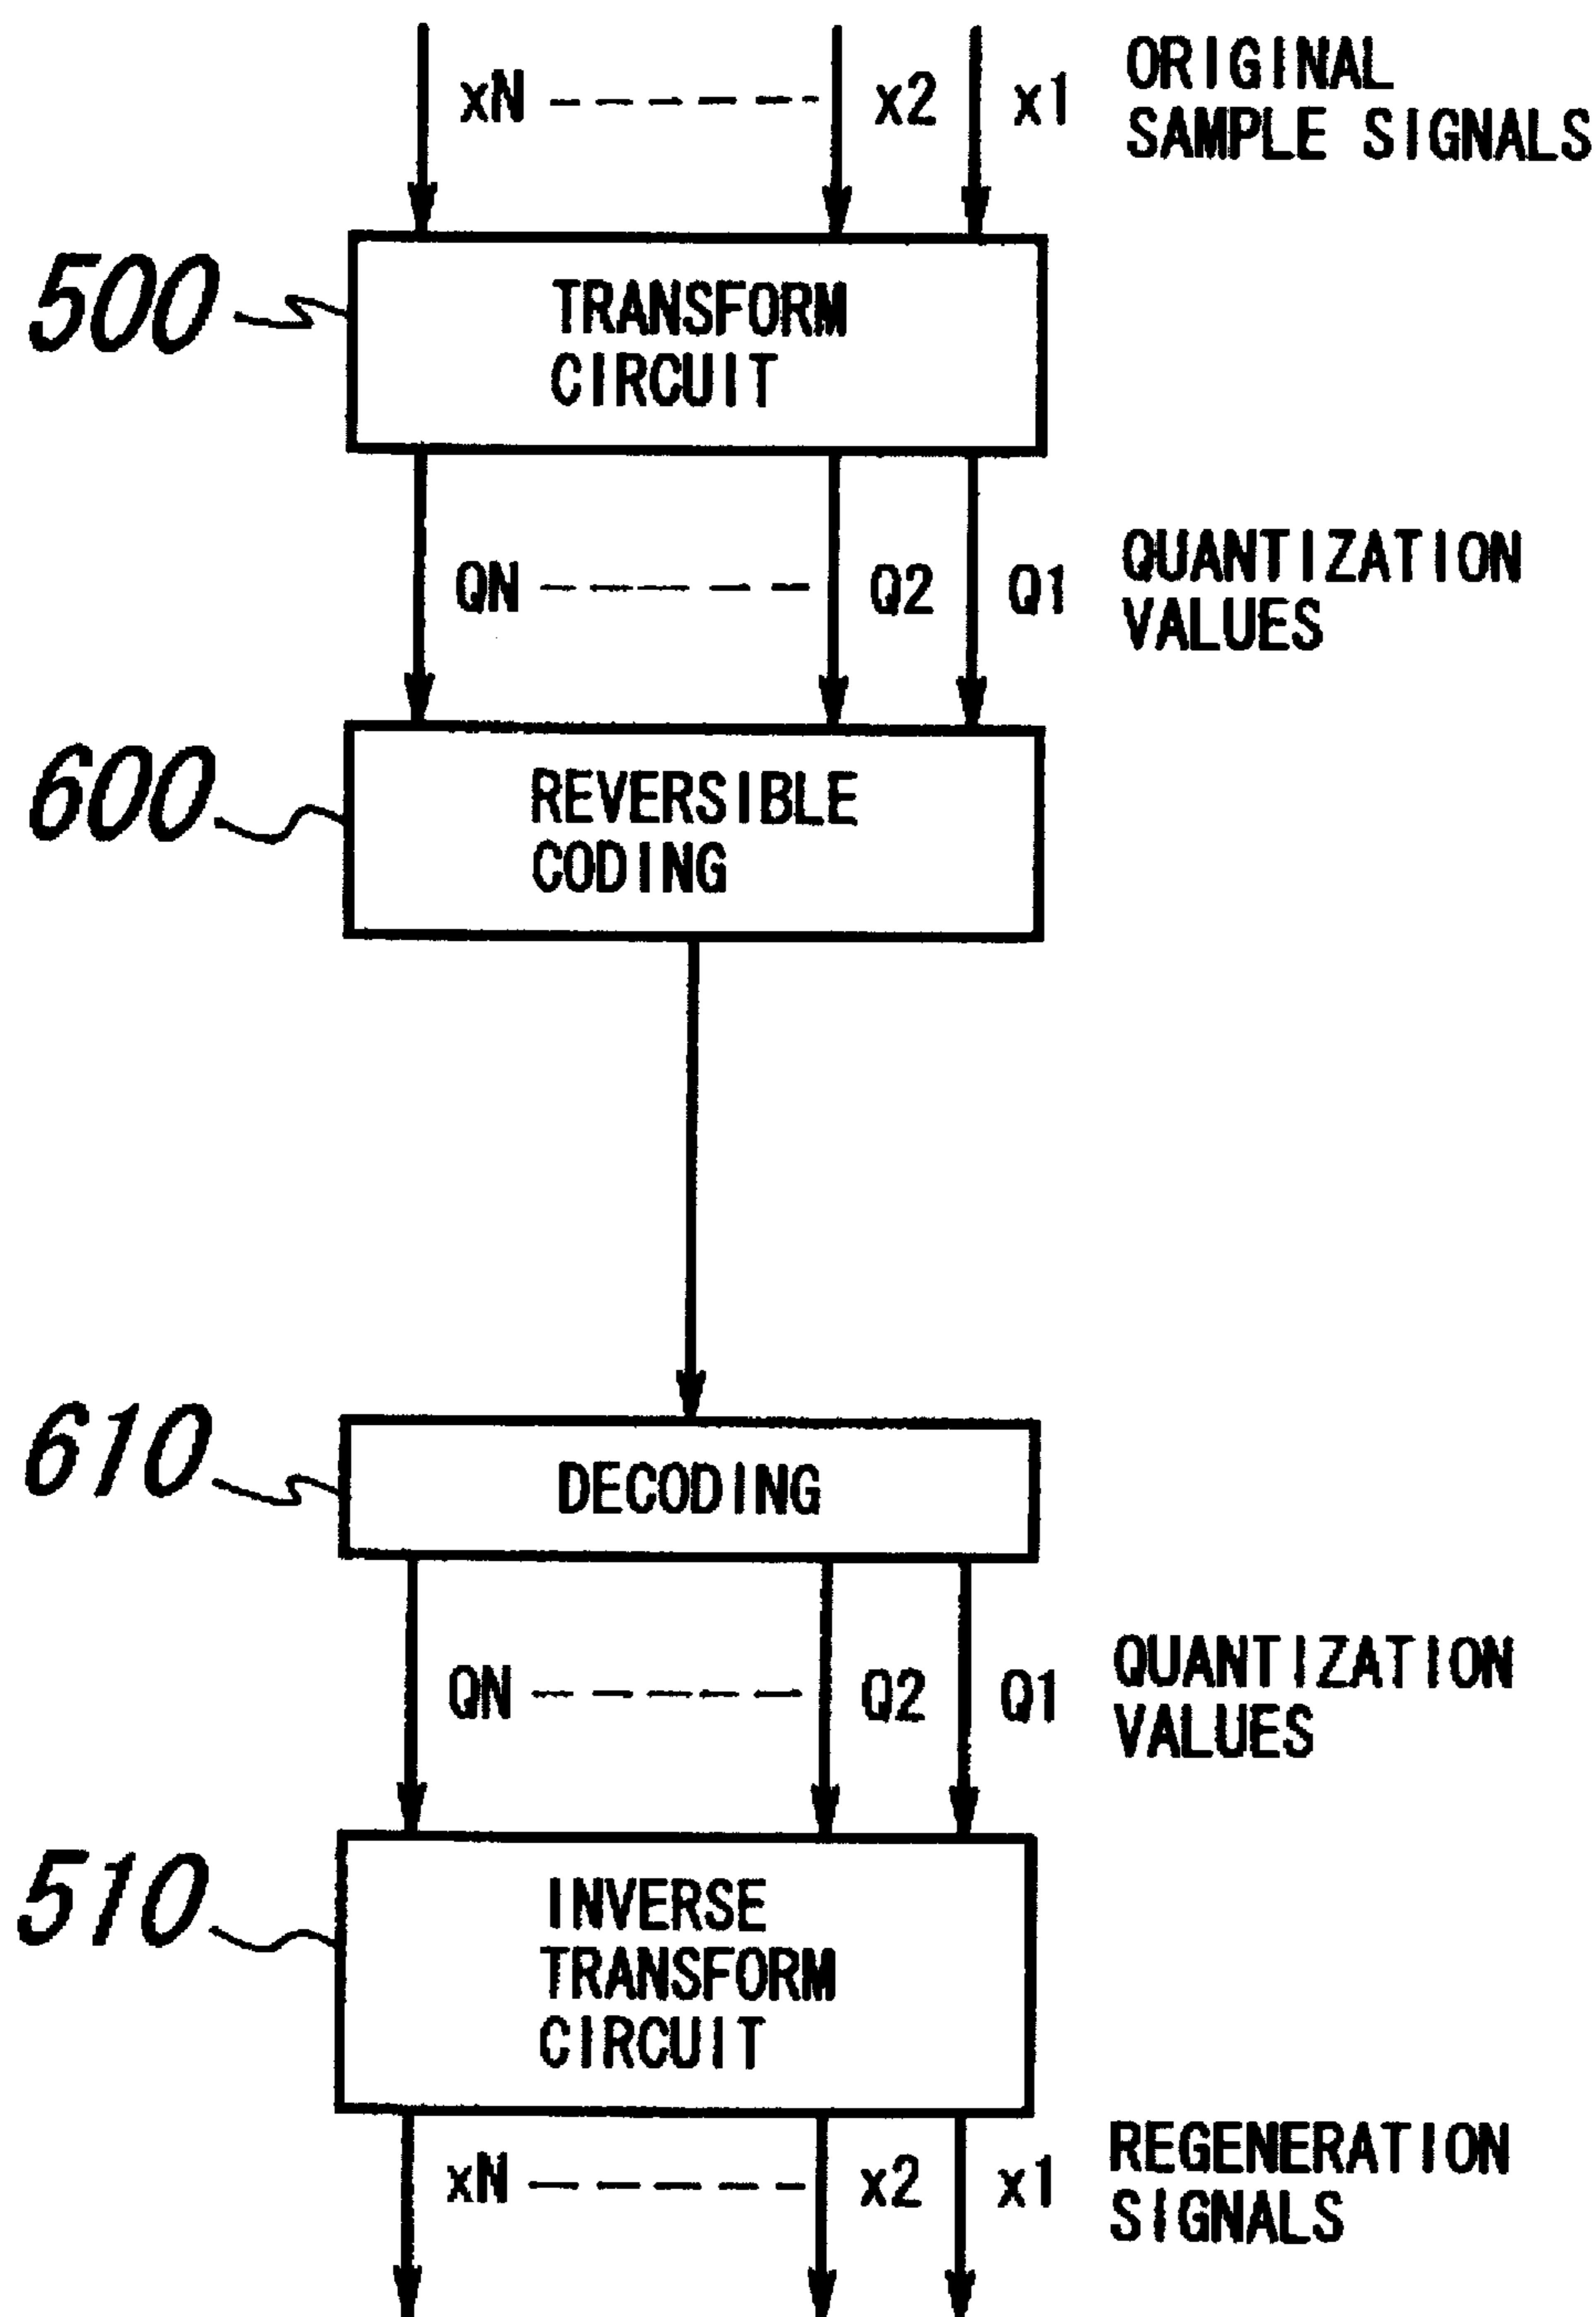 xN x2 x1
ORIGINAL
SAMPLE SIGNALS
500
TRANSFORM
CIRCUIT
QN Q2 Q1
QUANTIZATION
VALUES
600
REVERSIBLE
CODING
610
DECODING
QN Q2 Q1
QUANTIZATION
VALUES
510
INVERSE
TRANSFORM
CIRCUIT
xN x2 x1
REGENERATION
SIGNALS